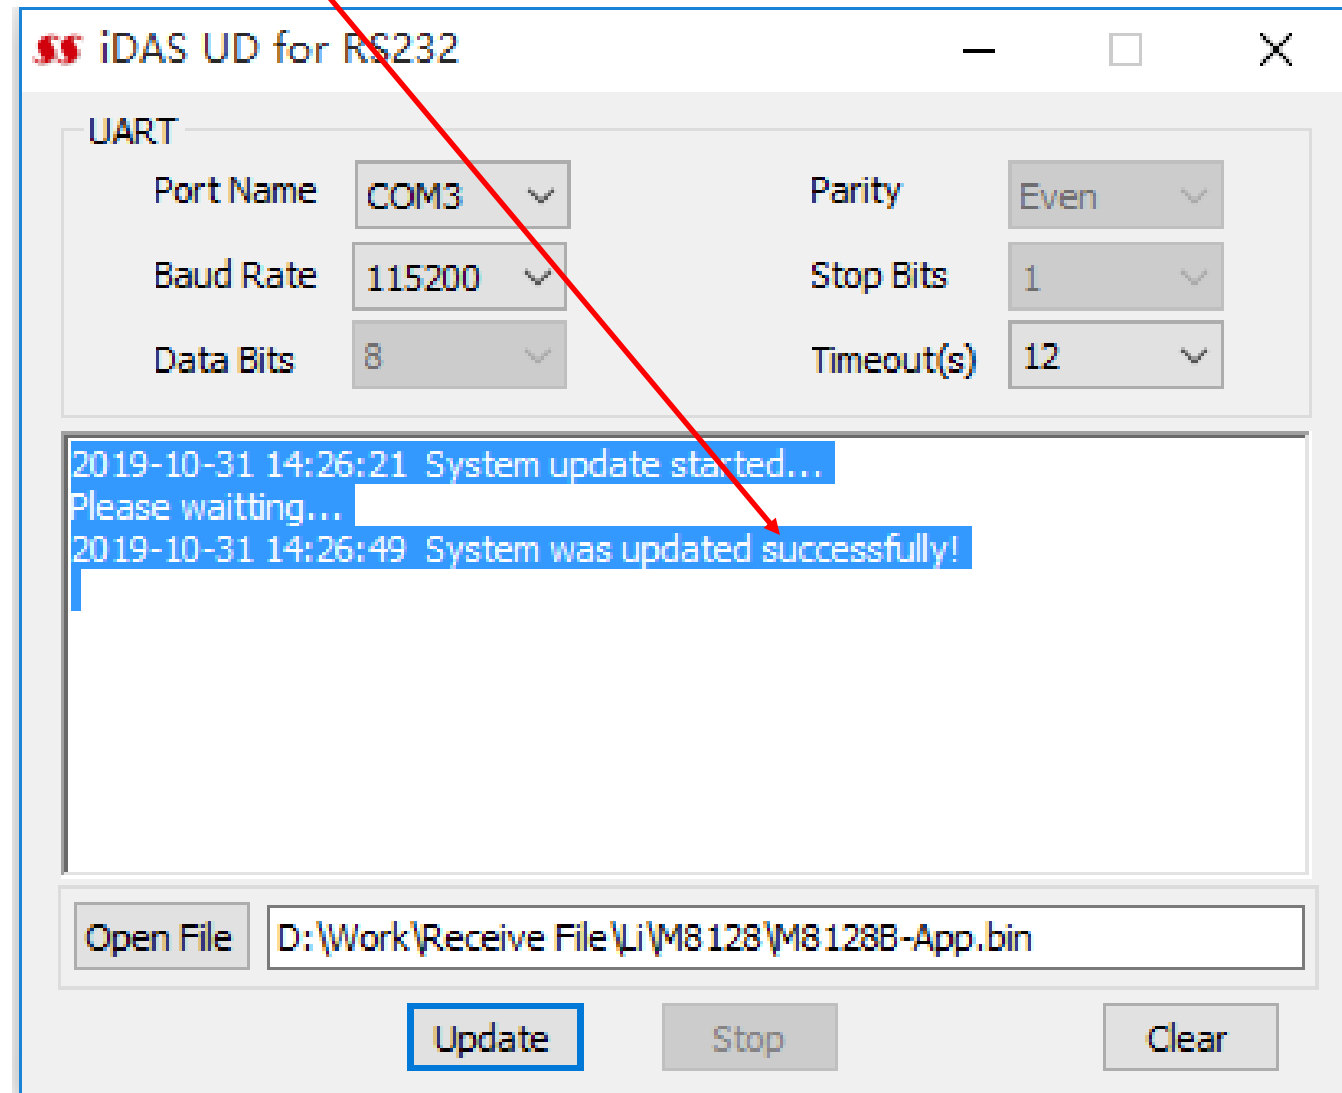 iDAS UD for RS232
UART
Port Name COM3 Parity Even
Baud Rate 115200 Stop Bits 1
Data Bits 8 Timeout(s) 12
2019-10-31 14:26:21 System update started...
Please waitting...
2019-10-31 14:26:49 System was updated successfully!
Open File D:\Work\Receive File\Li\M8128\M8128B-App.bin
Update Stop Clear